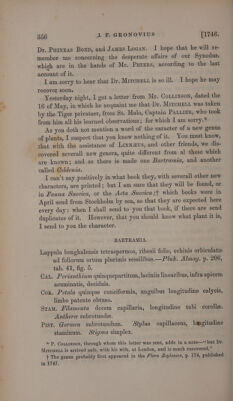 356 J. F. GRONOVIUS [1746.
Dr. Phineas Bond, and James Logan. I hope that he will re-
member me concerning the desperate affairs of our Synodus,
which are in the hands of Mr. Peters, according to the last
account of it.
I am sorry to hear that Dr. Mitchell is so ill. I hope he may
recover soon.
Yesterday night, I got a letter from Mr. Collinson, dated the
16 of May, in which he acquaint me that Dr. Mitchell was taken
by the Tiger privateer, from St. Malo, Captain Palliere, who took
from him all his learned observations; for which I am sorry.*
As you doth not mention a word of the caracter of a new genus
of plants, I suspect that you know nothing of it. You must know,
that with the assistance of Linnæus, and other friends, we dis-
covered severall new genera, quite different from all those which
are known; and so there is made one Bartramia, and another
called Coldenia.
I can't say positively in what book they, with severall other new
characters, are printed; but I am sure that they will be found, or
in Fauna Suecica, or the Acta Suecica;† which books were in
April send from Stockholm by sea, so that they are expected here
every day; when I shall send to you that book, if there are send
duplicates of it. However, that you should know what plant it is,
I send to you the character.
BARTRAMIA.
Lappula benghalensis tetraspermos, ribesii folio, echinis orbiculatis
ad foliorum ortum plurimis sessilibus.—Pluk. Almag. p. 206,
tab. 41, fig. 5.
Cal. Perianthium quinquepartitum, laciniis linearibus, infra apicem
acuminatis, deciduis.
Cor. Petala quinque cuneiformia, unguibus longitudine calycis,
limbo patente obtuso.
Stam. Filamenta decem capillaria, longitudine tubi corollæ.
Antheræ subrotundæ.
Pist. Germen subrotundum. Stylus capillaceus, longitudine
staminum. Stigma simplex.
* P. Collinson, through whom this letter was sent, adds in a note—"but Dr.
Mitchell is arrived safe, with his wife, at London, and is much recovered."
† The genus probably first appeared in the Flora Zeylanica, p. 174, published
in 1747.